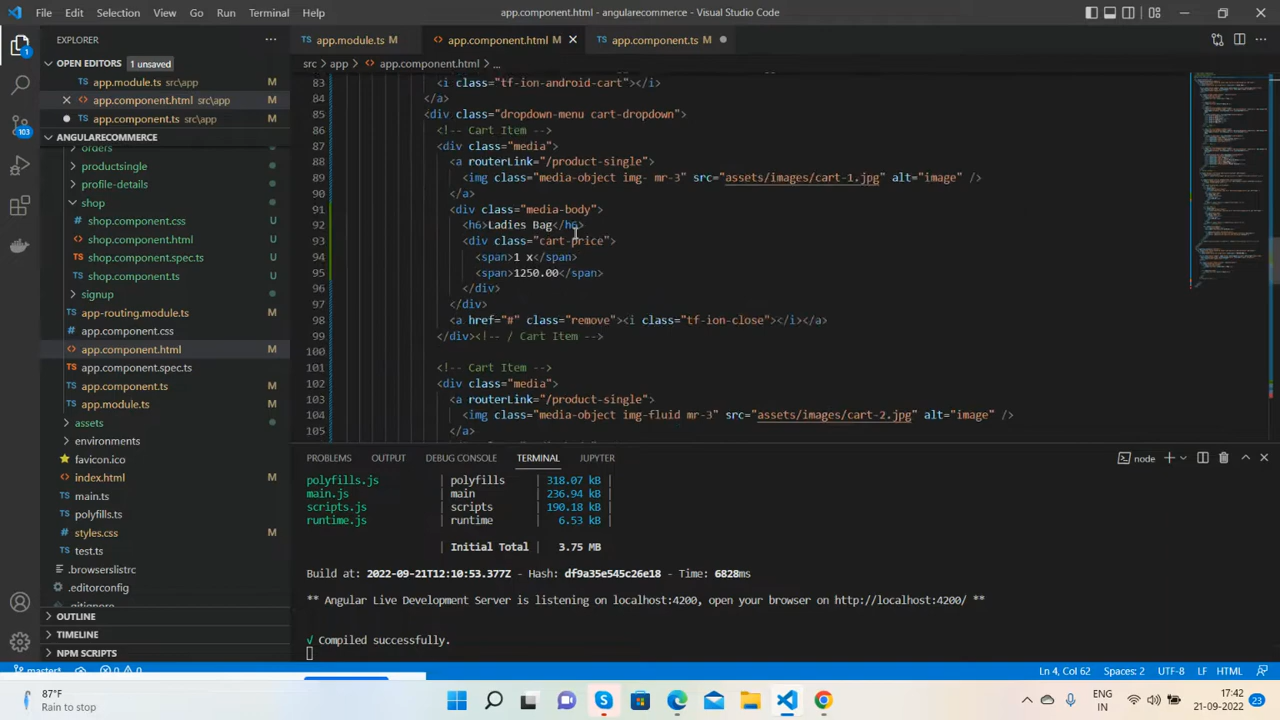 File Edit Selection View Go Run Terminal Help
app.component.html - angularecommerce - Visual Studio Code
EXPLORER ...
OPEN EDITORS 1 unsaved
app.module.ts src\app M
app.component.html src\app M
app.component.ts src\app M
ANGULARECOMMERCE
orders
productsingle
profile-details
shop
shop.component.css
shop.component.html
shop.component.spec.ts
shop.component.ts
signup
app-routing.module.ts M
app.component.css
app.component.html M
app.component.spec.ts
app.component.ts M
app.module.ts M
assets
environments
favicon.ico
index.html M
main.ts
polyfills.ts
styles.css M
test.ts
.browserslistrc
.editorconfig
.gitignore
OUTLINE
TIMELINE
NPM SCRIPTS
app.module.ts M app.component.html M app.component.ts M
src > app > app.component.html > ...
83 <i class="tf-ion-android-cart"></i>
84 </a>
85 <div class="dropdown-menu cart-dropdown">
86 <!-- Cart Item -->
87 <div class="media">
88 <a routerLink="/product-single">
89 <img class="media-object img- mr-3" src="assets/images/cart-1.jpg" alt="image" />
90 </a>
91 <div class="media-body">
92 <h6>Ladies Bag</h6>
93 <div class="cart-price">
94 <span>1 x</span>
95 <span>1250.00</span>
96 </div>
97 </div>
98 <a href="#" class="remove"><i class="tf-ion-close"></i></a>
99 </div><!-- / Cart Item -->
100
101 <!-- Cart Item -->
102 <div class="media">
103 <a routerLink="/product-single">
104 <img class="media-object img-fluid mr-3" src="assets/images/cart-2.jpg" alt="image" />
105 </a>
PROBLEMS OUTPUT DEBUG CONSOLE TERMINAL JUPYTER
node
polyfills.js | polyfills | 318.07 kB |
main.js | main | 236.94 kB |
scripts.js | scripts | 190.18 kB |
runtime.js | runtime | 6.53 kB |
| Initial Total | 3.75 MB
Build at: 2022-09-21T12:10:53.377Z - Hash: df9a35e545c26e18 - Time: 6828ms
** Angular Live Development Server is listening on localhost:4200, open your browser on http://localhost:4200/ **
√ Compiled successfully.
master* 0 0
Ln 4, Col 62 Spaces: 2 UTF-8 LF HTML
87°F
Rain to stop
ENG
IN
17:42
21-09-2022
23